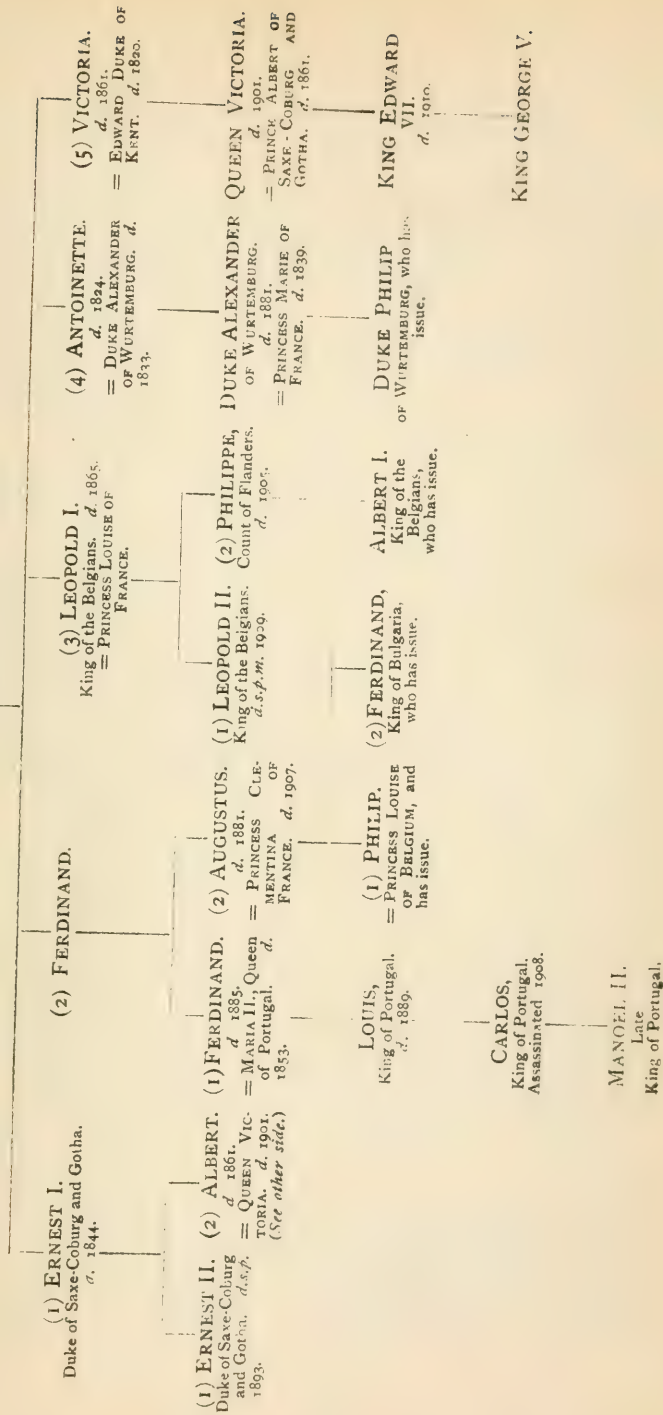 (1) ERNEST I.
Duke of Saxe-Coburg and Gotha.
d. 1844.
(2) FERDINAND.
(3) LEOPOLD I.
King of the Belgians. d. 1865.
= PRINCESS LOUISE OF
FRANCE.
(4) ANTOINETTE.
d. 1824.
= DUKE ALEXANDER
OF WURTEMBURG. d.
1833.
(5) VICTORIA.
d. 1861.
= EDWARD DUKE OF
KENT. d. 1820.
(1) ERNEST II.
Duke of Saxe-Coburg
and Gotha. d.s.p.
1893.
(2) ALBERT.
d 1861.
= QUEEN VIC-
TORIA. d. 1901.
(See other side.)
(1) FERDINAND.
d 1885.
= MARIA II., Queen
of Portugal. d.
1853.
(2) AUGUSTUS.
d. 1881.
= PRINCESS CLE-
MENTINA OF
FRANCE. d. 1907.
(1) LEOPOLD II.
King of the Belgians.
d.s.p.m. 1909.
(2) PHILIPPE,
Count of Flanders.
d. 1905.
DUKE ALEXANDER
OF WURTEMBURG.
d. 1881.
= PRINCESS MARIE OF
FRANCE. d. 1839.
QUEEN VICTORIA.
d. 1901.
= PRINCE ALBERT OF
SAXE-COBURG AND
GOTHA. d. 1861.
LOUIS,
King of Portugal.
d. 1889.
(1) PHILIP.
= PRINCESS LOUISE
OF BELGIUM, and
has issue.
(2) FERDINAND,
King of Bulgaria,
who has issue.
ALBERT I.
King of the
Belgians,
who has issue.
DUKE PHILIP
OF WURTEMBURG, who has
issue.
KING EDWARD
VII.
d. 1910.
CARLOS,
King of Portugal.
Assassinated 1908.
KING GEORGE V.
MANOEL II.
Late
King of Portugal.